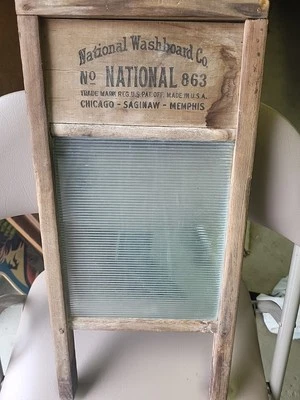 National Washboard Co.
No NATIONAL 863
TRADE MARK REG. U.S. PAT. OFF. MADE IN U.S.A.
CHICAGO - SAGINAW - MEMPHIS